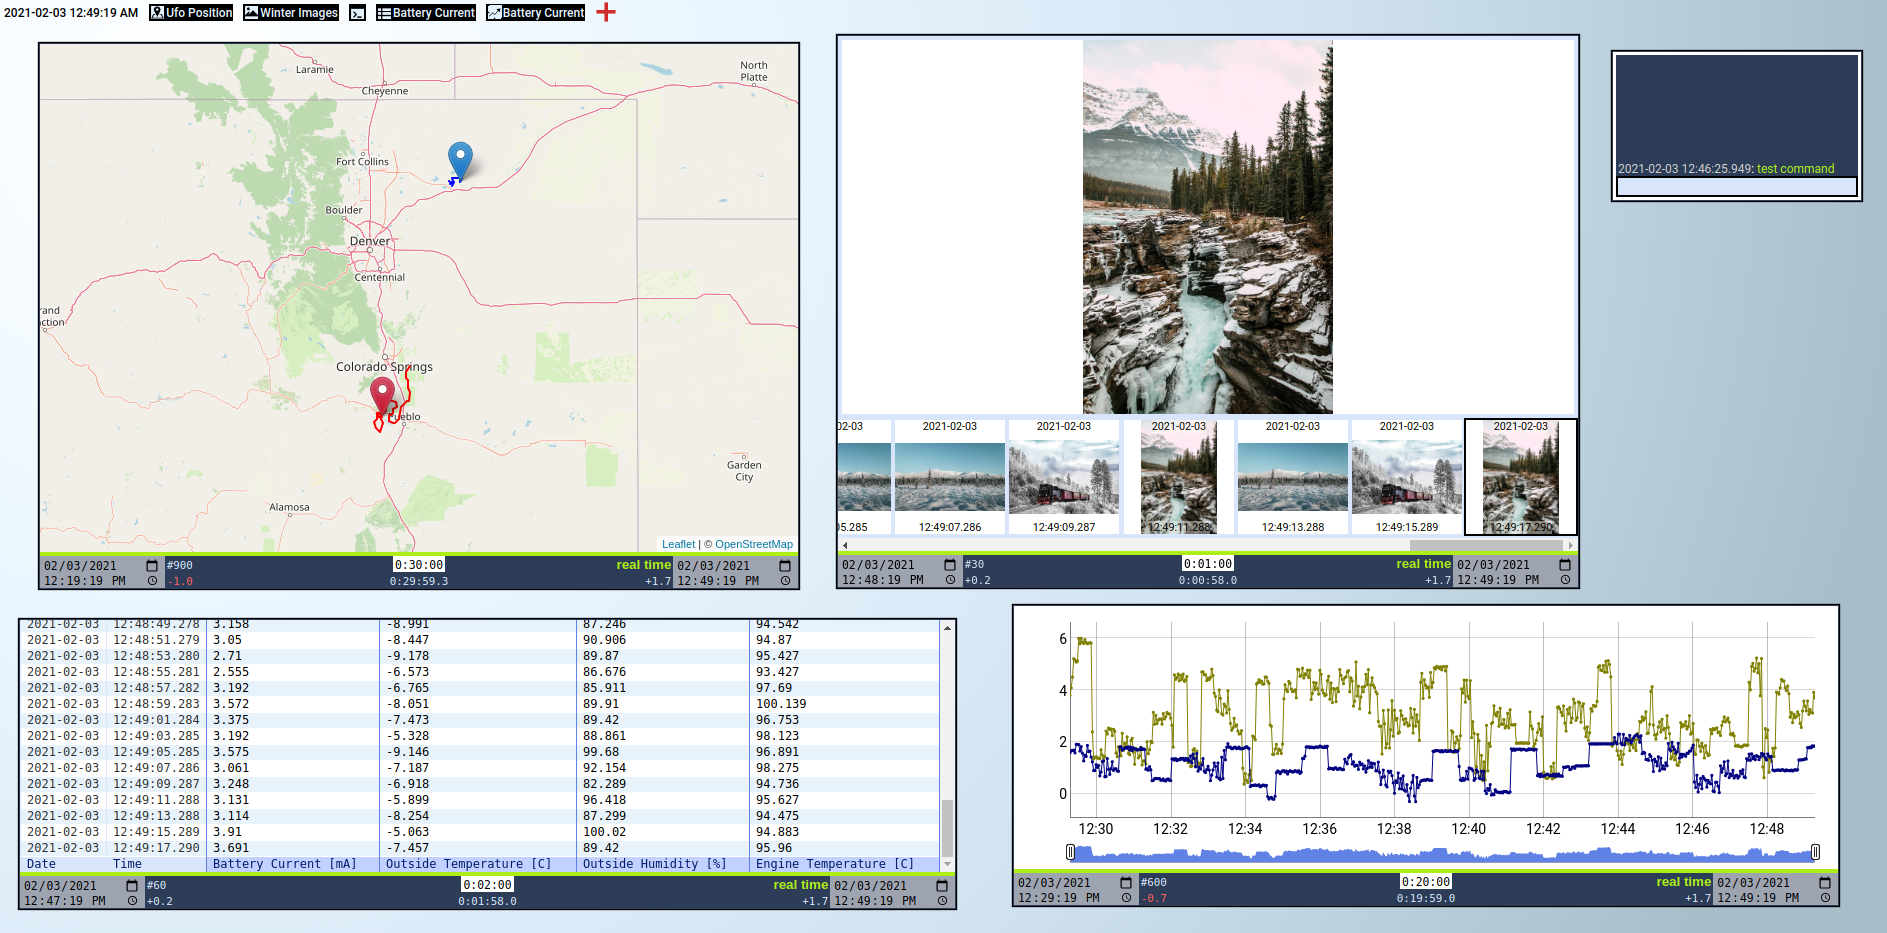 2021-02-03 12:49:19 AM Ufo Position Winter Images Battery Current Battery Current
Laramie
Cheyenne
North
Platte
Fort Collins
Boulder
Denver
Centennial
Colorado Springs
Alamosa
Garden
City
Leaflet | © OpenStreetMap
02/03/2021 #900 0:30:00 real time 02/03/2021
12:19:19 PM -1.0 0:29:59.3 +1.7 12:49:19 PM
02-03 2021-02-03 2021-02-03 2021-02-03 2021-02-03 2021-02-03 2021-02-03
05.285 12:49:07.286 12:49:09.287 12:49:11.288 12:49:13.288 12:49:15.289 12:49:17.290
02/03/2021 #30 0:01:00 real time 02/03/2021
12:48:19 PM +0.2 0:00:58.0 +1.7 12:49:19 PM
2021-02-03 12:46:25.949: test command
2021-02-03 12:48:49.278 3.158 -8.991 87.246 94.542
2021-02-03 12:48:51.279 3.05 -8.447 90.906 94.87
2021-02-03 12:48:53.280 2.71 -9.178 89.87 95.427
2021-02-03 12:48:55.281 2.555 -6.573 86.676 93.427
2021-02-03 12:48:57.282 3.192 -6.765 85.911 97.69
2021-02-03 12:48:59.283 3.572 -8.051 89.91 100.139
2021-02-03 12:49:01.284 3.375 -7.473 89.42 96.753
2021-02-03 12:49:03.285 3.192 -5.328 88.861 98.123
2021-02-03 12:49:05.285 3.575 -9.146 99.68 96.891
2021-02-03 12:49:07.286 3.061 -7.187 92.154 98.275
2021-02-03 12:49:09.287 3.248 -6.918 82.289 94.736
2021-02-03 12:49:11.288 3.131 -5.899 96.418 95.627
2021-02-03 12:49:13.288 3.114 -8.254 87.299 94.475
2021-02-03 12:49:15.289 3.91 -5.063 100.02 94.883
2021-02-03 12:49:17.290 3.691 -7.457 89.42 95.96
Date Time Battery Current [mA] Outside Temperature [C] Outside Humidity [%] Engine Temperature [C]
02/03/2021 #60 0:02:00 real time 02/03/2021
12:47:19 PM +0.2 0:01:58.0 +1.7 12:49:19 PM
6
4
2
0
12:30 12:32 12:34 12:36 12:38 12:40 12:42 12:44 12:46 12:48
02/03/2021 #600 0:20:00 real time 02/03/2021
12:29:19 PM -0.7 0:19:59.0 +1.7 12:49:19 PM